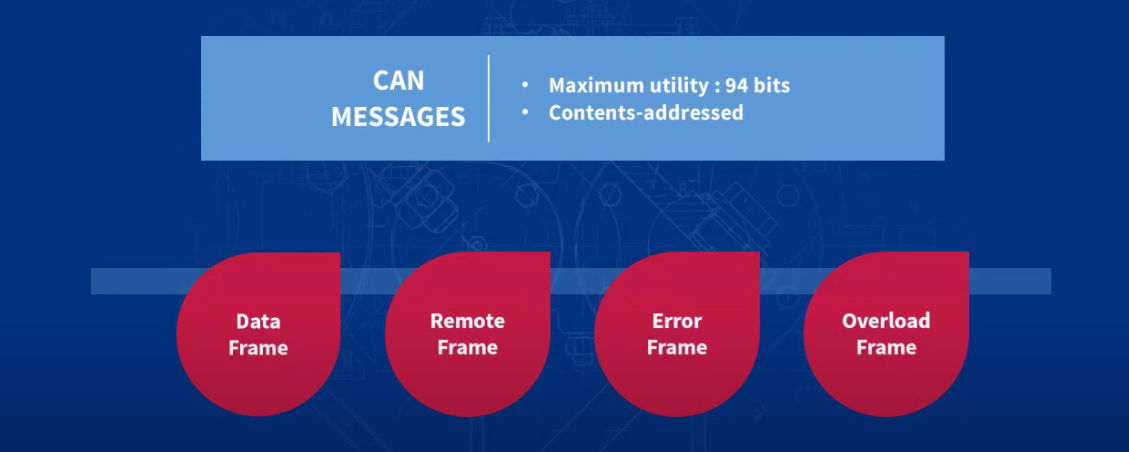 CAN
MESSAGES
• Maximum utility : 94 bits
• Contents-addressed
Data
Frame
Remote
Frame
Error
Frame
Overload
Frame